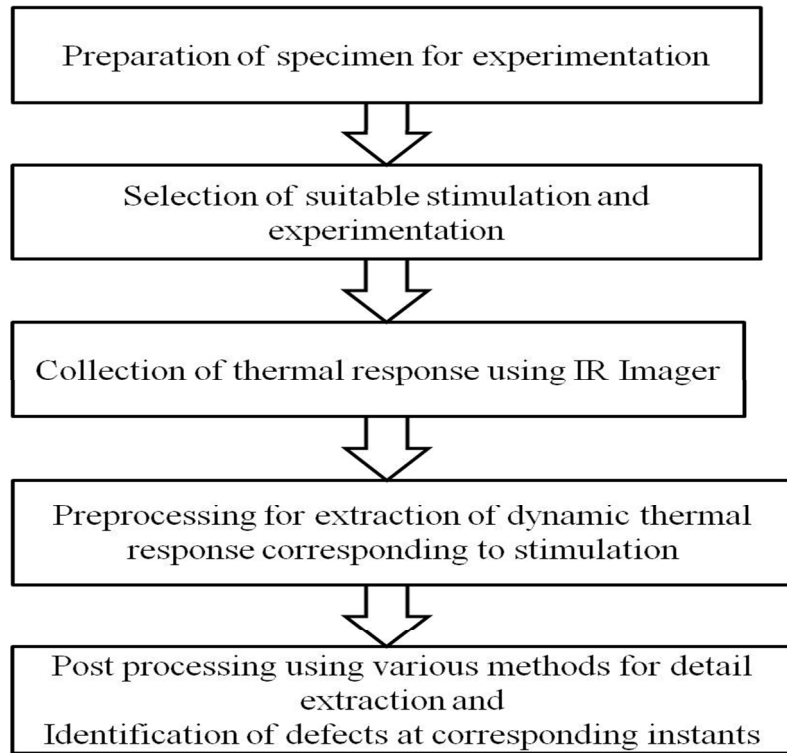 Preparation of specimen for experimentation
Selection of suitable stimulation and
experimentation
Collection of thermal response using IR Imager
Preprocessing for extraction of dynamic thermal
response corresponding to stimulation
Post processing using various methods for detail
extraction and
Identification of defects at corresponding instants